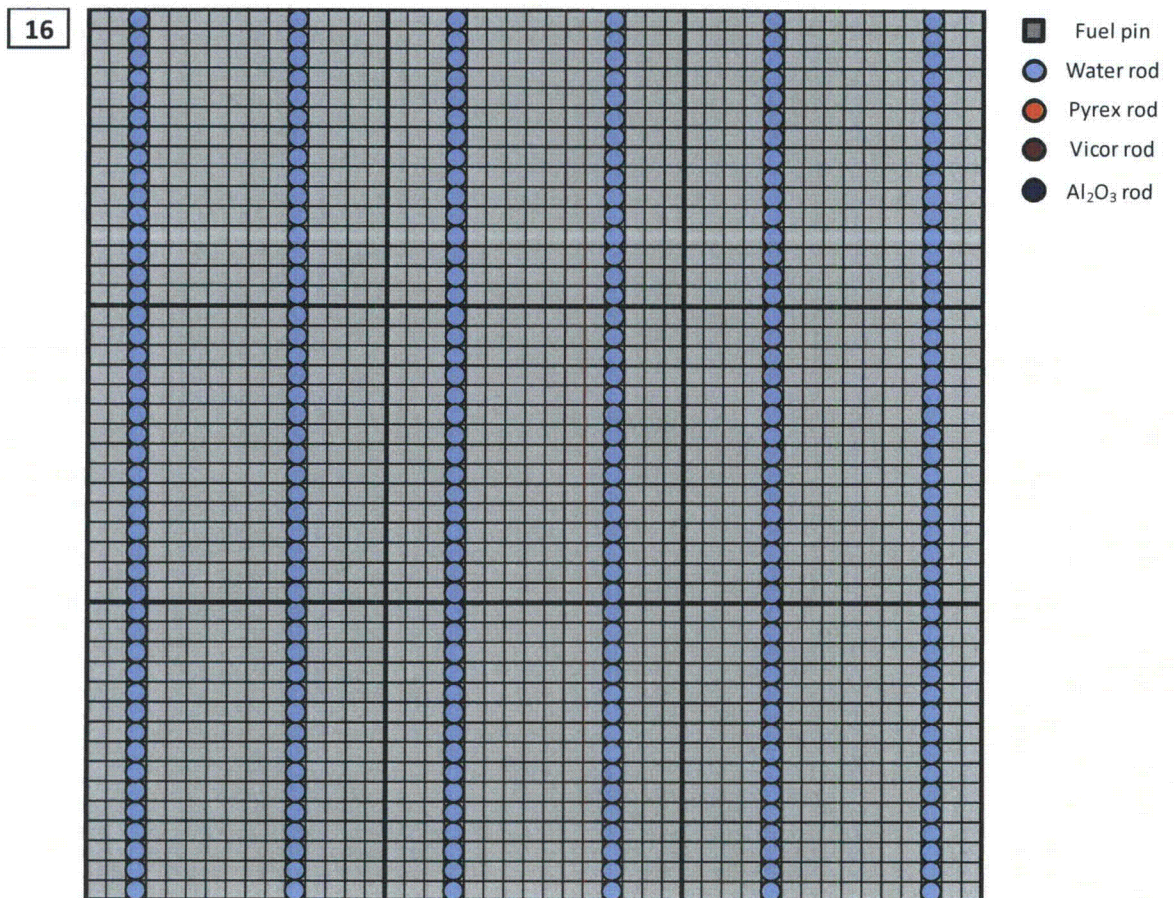 16
Fuel pin
Water rod
Pyrex rod
Vicor rod
Al₂O₃ rod